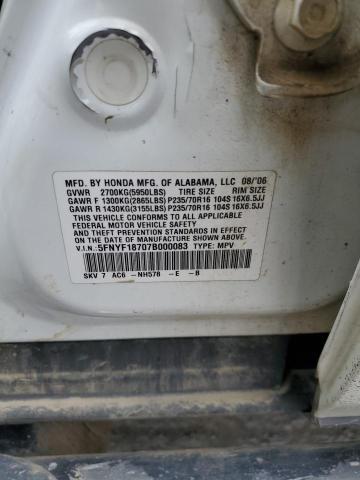 MFD. BY HONDA MFG. OF ALABAMA, LLC 08/'06
GVWR 2700KG(5950LBS) TIRE SIZE RIM SIZE
GAWR F 1300KG(2865LBS) P235/70R16 104S 16X6.5JJ
GAWR R 1430KG(3155LBS) P235/70R16 104S 16X6.5JJ
THIS VEHICLE CONFORMS TO ALL APPLICABLE
FEDERAL MOTOR VEHICLE SAFETY
AND THEFT PREVENTION STANDARDS IN EFFECT
ON THE DATE OF MANUFACTURE SHOWN ABOVE.
V.I.N.:5FNYF18707B000083 TYPE: MPV
SKV 7 AC6 -NH578 -E -B